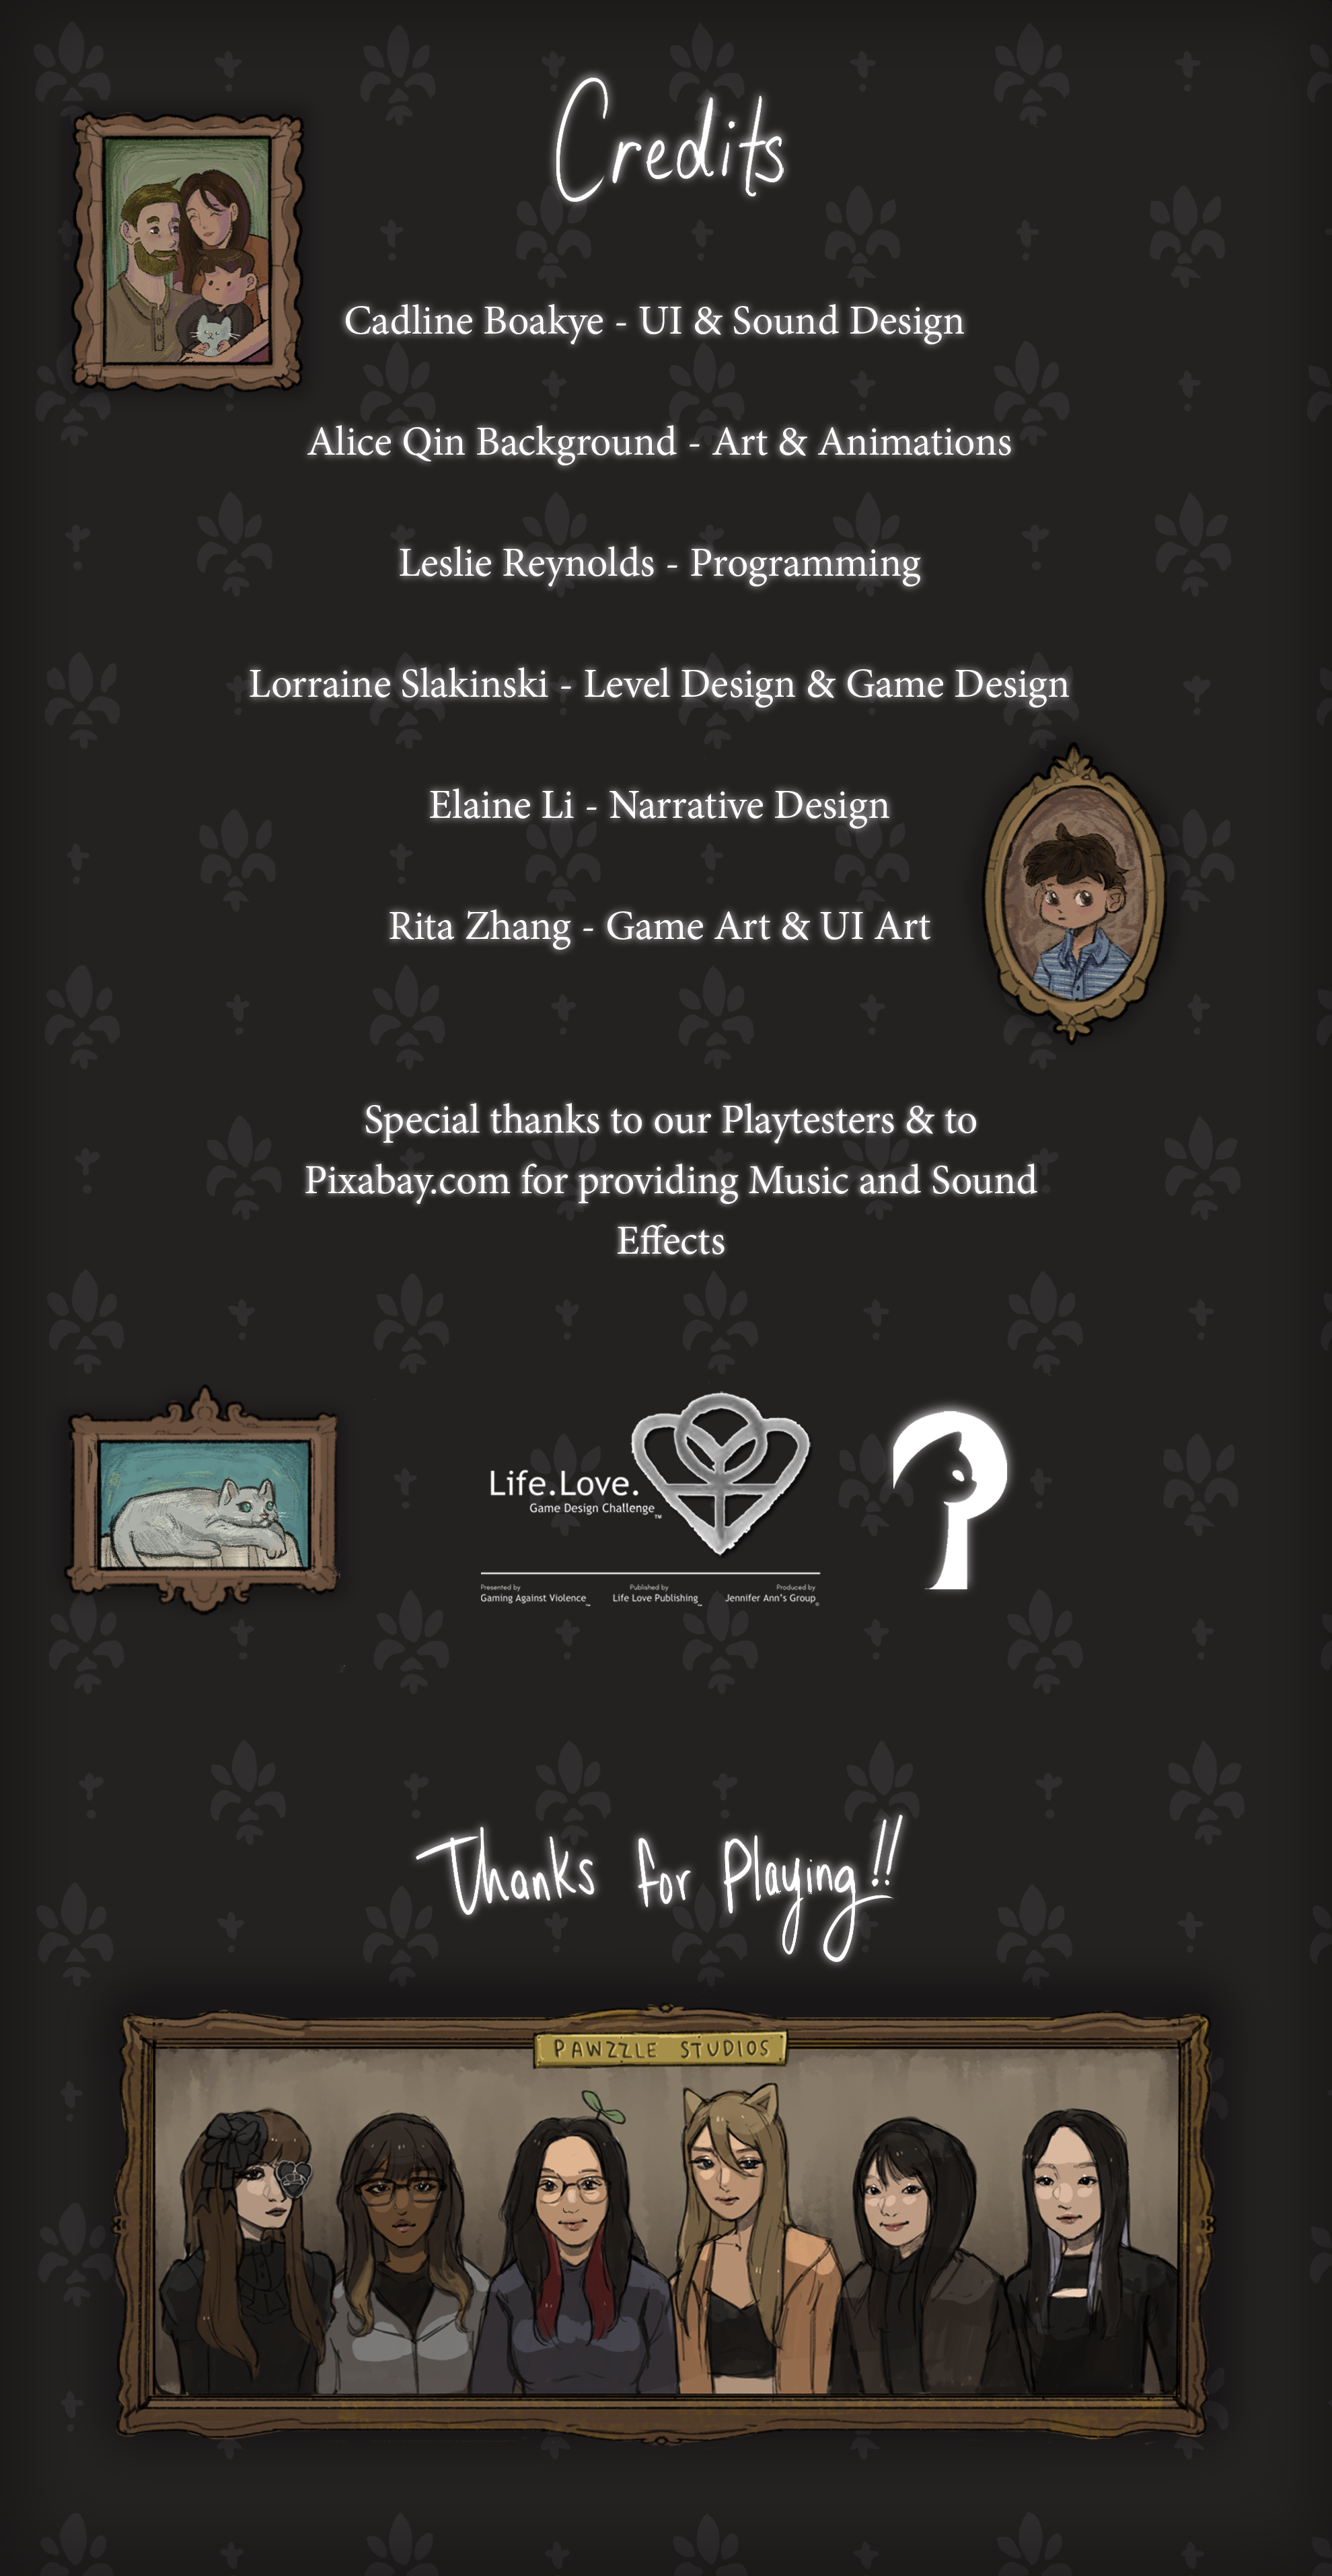 Credits
Cadline Boakye - UI & Sound Design
Alice Qin Background - Art & Animations
Leslie Reynolds - Programming
Lorraine Slakinski - Level Design & Game Design
Elaine Li - Narrative Design
Rita Zhang - Game Art & UI Art
Special thanks to our Playtesters & to
Pixabay.com for providing Music and Sound
Effects
Life.Love.
Game Design Challenge™
Presented by
Gaming Against Violence™
Published by
Life Love Publishing™
Produced by
Jennifer Ann's Group®
Thanks for Playing!!
PAWZZLE STUDIOS